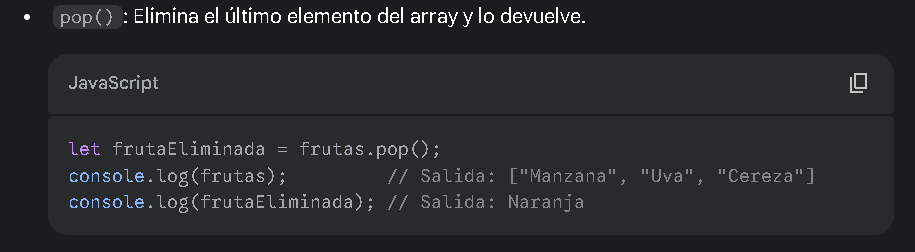 • pop(): Elimina el último elemento del array y lo devuelve.
JavaScript
let frutaEliminada = frutas.pop();
console.log(frutas);         // Salida: ["Manzana", "Uva", "Cereza"]
console.log(frutaEliminada); // Salida: Naranja